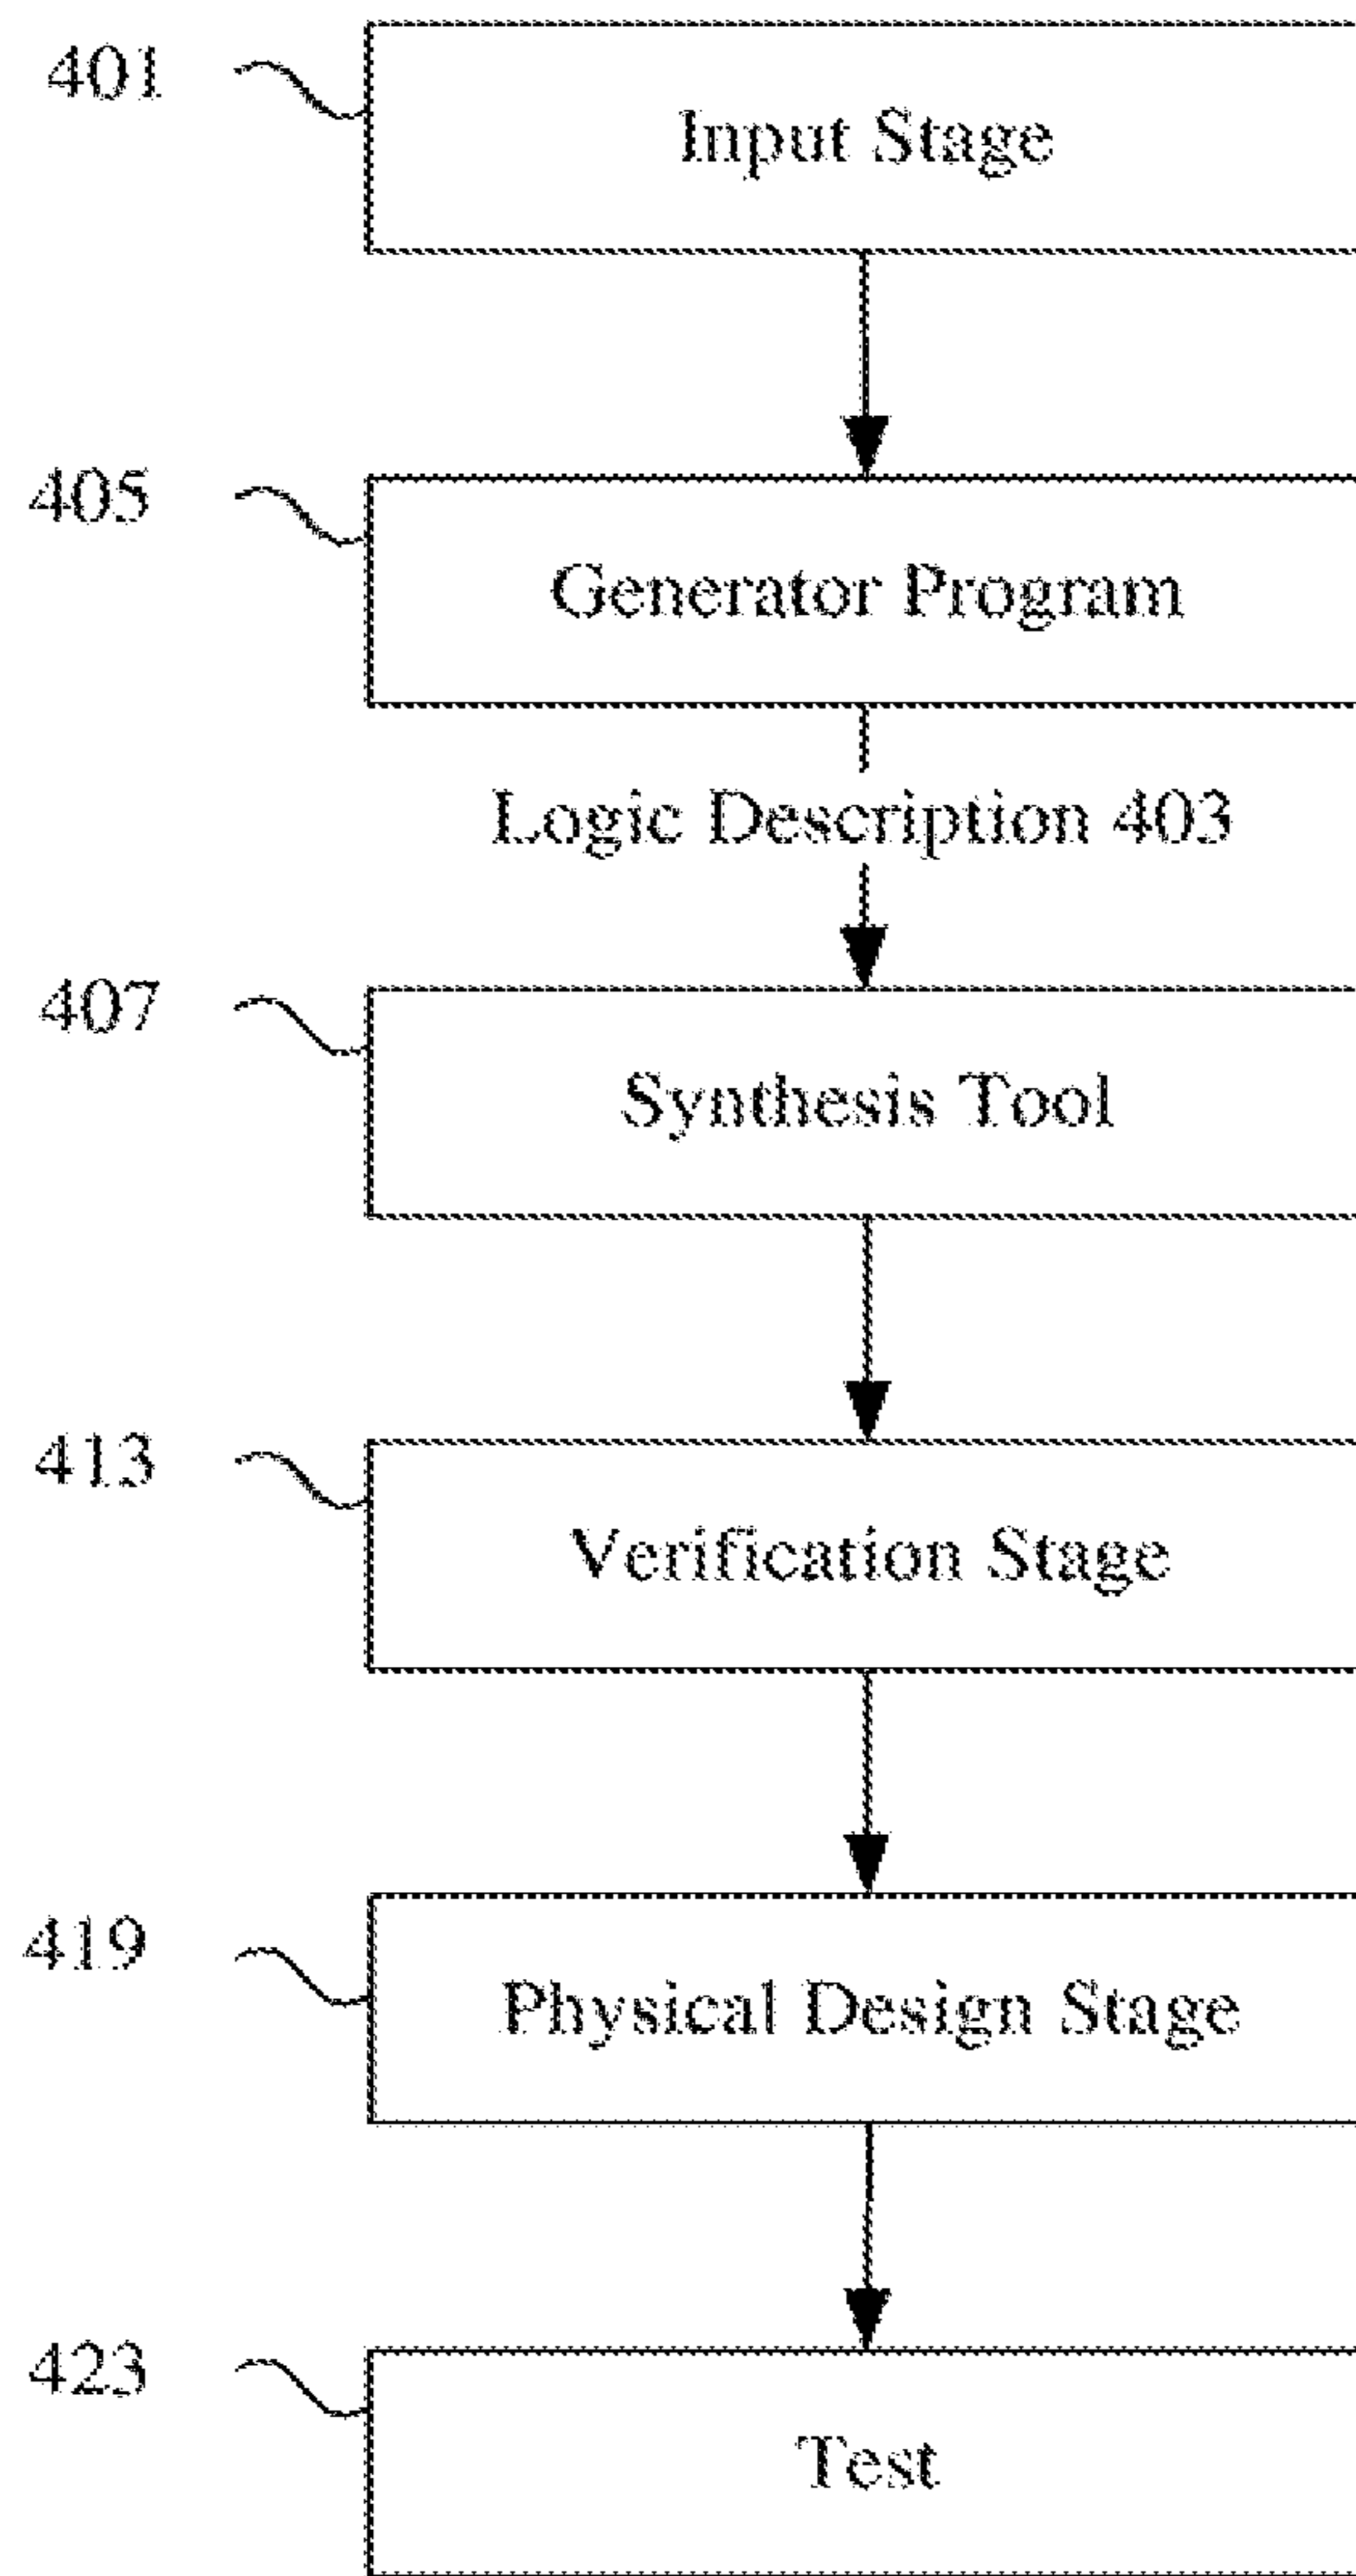 401
Input Stage
405
Generator Program
Logic Description 403
407
Synthesis Tool
413
Verification Stage
419
Physical Design Stage
423
Test